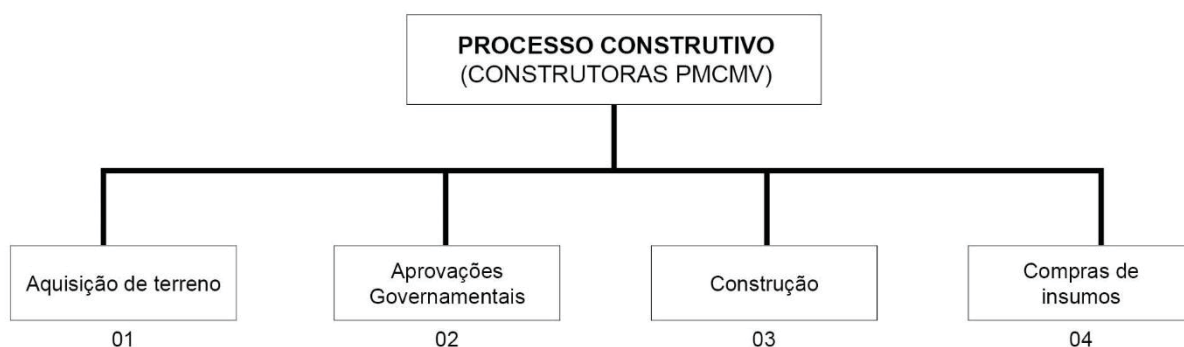 PROCESSO CONSTRUTIVO
(CONSTRUTORAS PMCMV)
Aquisição de terreno
01
Aprovações
Governamentais
02
Construção
03
Compras de
insumos
04